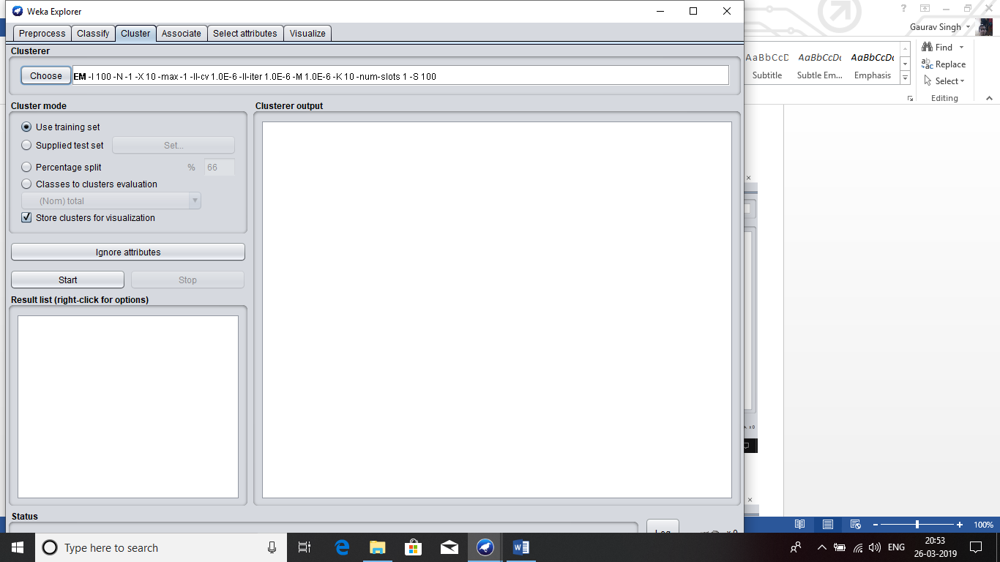 Weka Explorer
Preprocess Classify Cluster Associate Select attributes Visualize
Clusterer
Choose EM -I 100 -N -1 -X 10 -max -1 -ll-cv 1.0E-6 -ll-iter 1.0E-6 -M 1.0E-6 -K 10 -num-slots 1 -S 100
Cluster mode
Use training set
Supplied test set Set...
Percentage split % 66
Classes to clusters evaluation
(Nom) total
Store clusters for visualization
Ignore attributes
Start Stop
Result list (right-click for options)
Clusterer output
Status
Log
x 0
Gaurav Singh
AaBbCcD AaBbCcDc AaBbCcDc
Subtitle Subtle Em... Emphasis
Find
Replace
Select
Editing
x 0
100%
Type here to search
ENG
20:53
26-03-2019